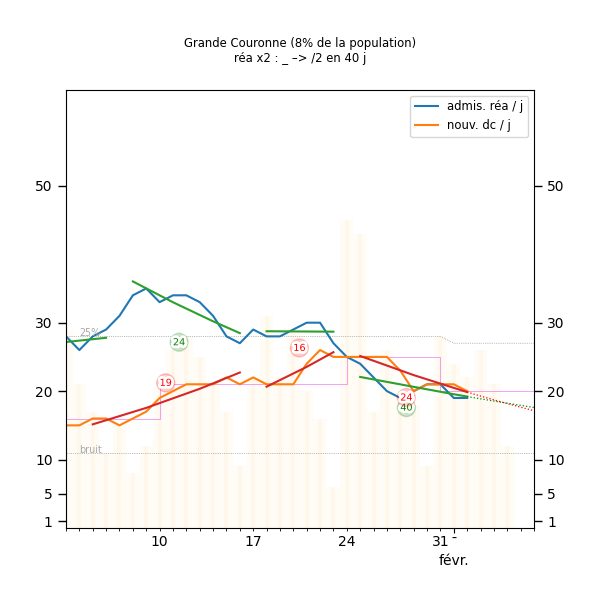 Grande Couronne (8% de la population)
réa x2 : _ –> /2 en 40 j
admis. réa / j
nouv. dc / j
50 50
30 30
25%
24 16
19
20 20
24
40
bruit
10 10
5 5
1 1
10 17 24 31 -
févr.